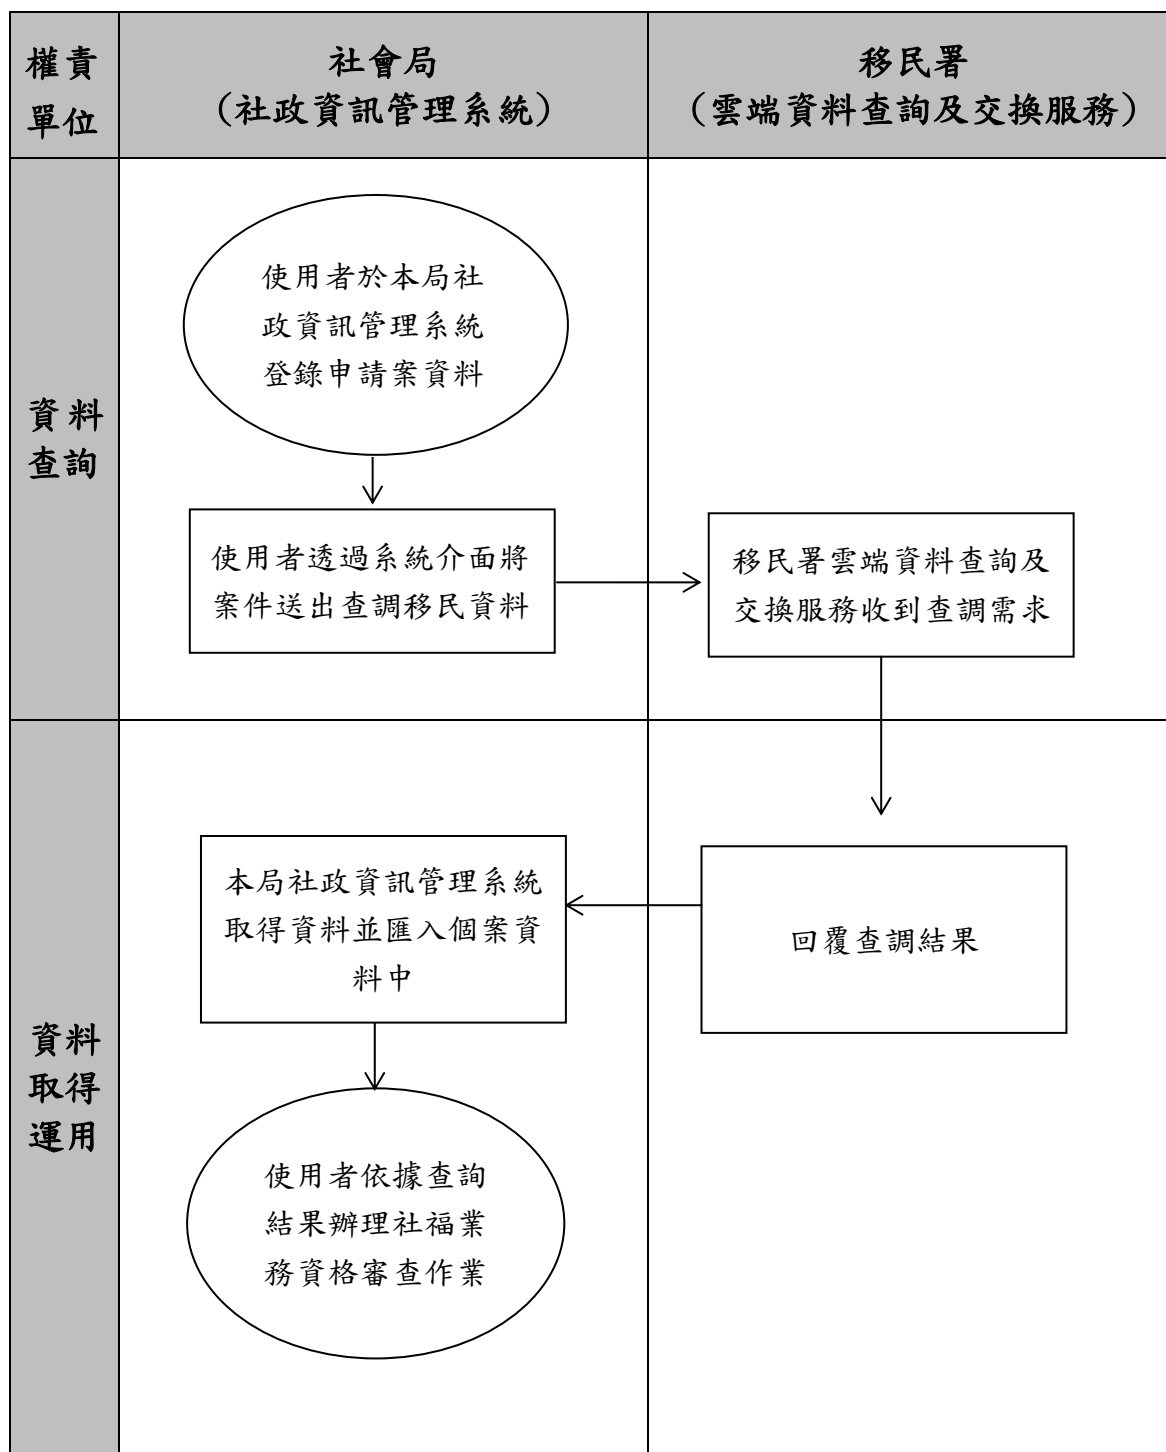 權責
單位
社會局
（社政資訊管理系統）
移民署
（雲端資料查詢及交換服務）
資料
查詢
使用者於本局社
政資訊管理系統
登錄申請案資料
使用者透過系統介面將
案件送出查調移民資料
移民署雲端資料查詢及
交換服務收到查調需求
資料
取得
運用
回覆查調結果
本局社政資訊管理系統
取得資料並匯入個案資
料中
使用者依據查詢
結果辦理社福業
務資格審查作業